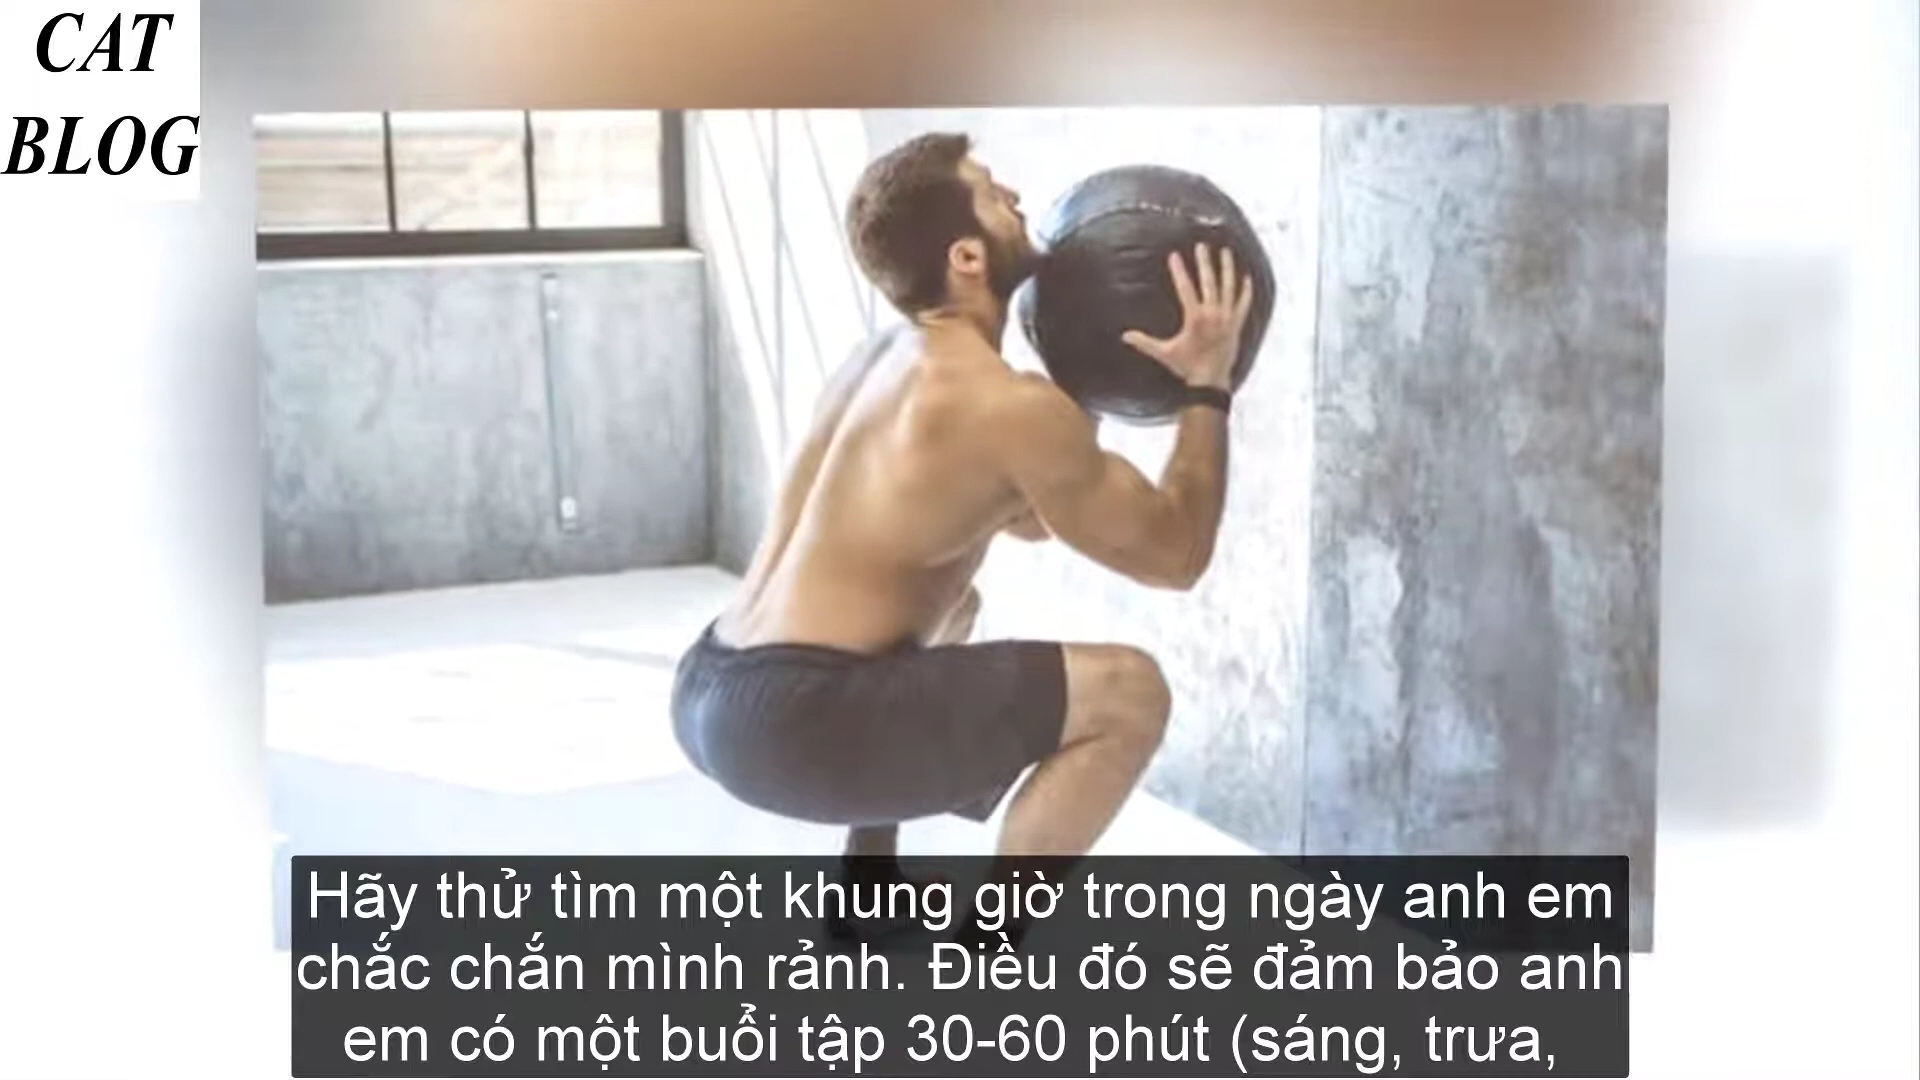 CAT
BLOG
Hãy thử tìm một khung giờ trong ngày anh em
chắc chắn mình rảnh. Điều đó sẽ đảm bảo anh
em có một buổi tập 30-60 phút (sáng, trưa,